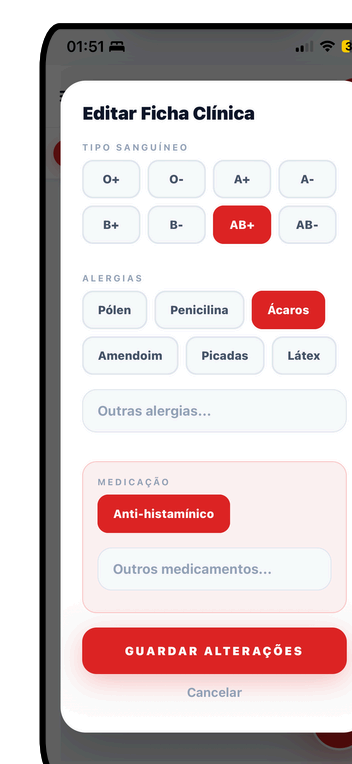 01:51
Editar Ficha Clínica
TIPO SANGUÍNEO
O+ O- A+ A-
B+ B- AB+ AB-
ALERGIAS
Pólen Penicilina Ácaros
Amendoim Picadas Látex
Outras alergias...
MEDICAÇÃO
Anti-histamínico
Outros medicamentos...
GUARDAR ALTERAÇÕES
Cancelar